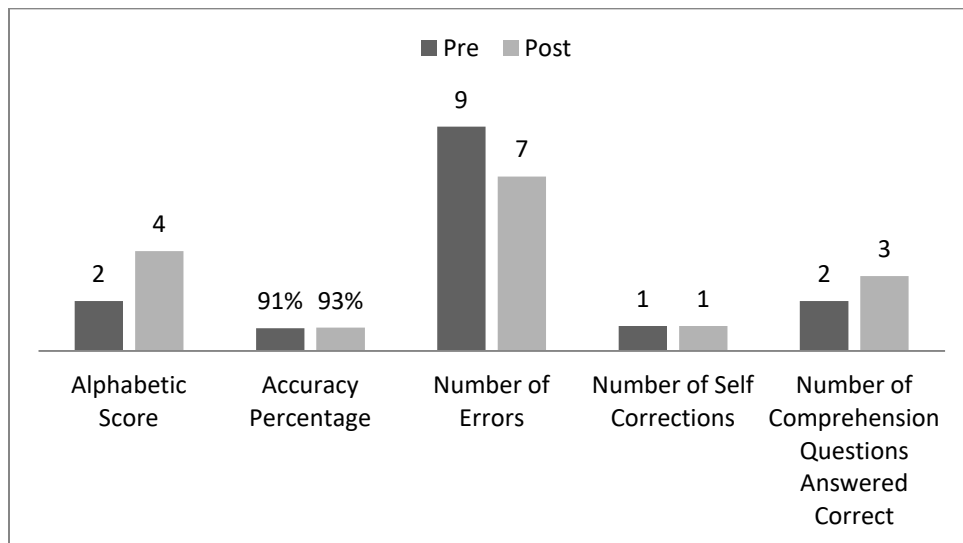 Pre Post
9
7
4
2
91% 93%
1 1
2
3
Alphabetic
Score
Accuracy
Percentage
Number of
Errors
Number of Self
Corrections
Number of
Comprehension
Questions
Answered
Correct